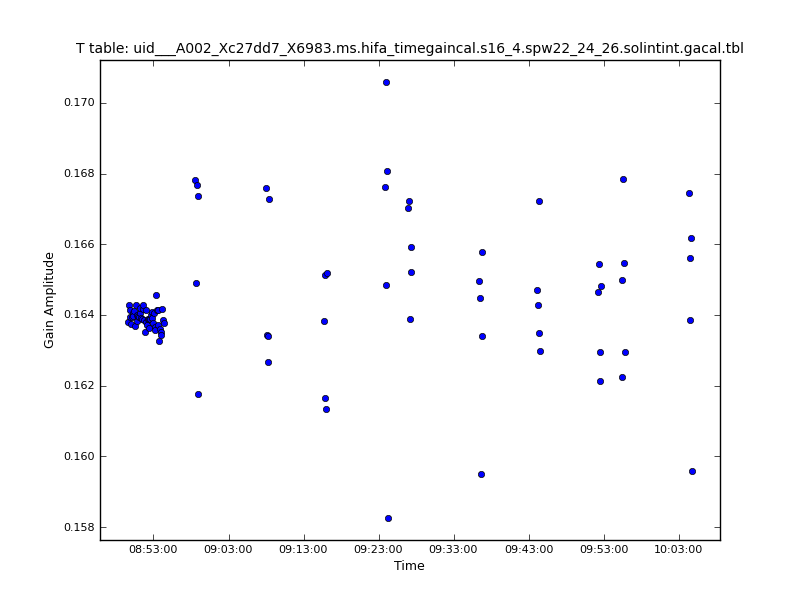 T table: uid___A002_Xc27dd7_X6983.ms.hifa_timegaincal.s16_4.spw22_24_26.solintint.gacal.tbl
0.170
0.168
0.166
0.164
0.162
0.160
0.158
Gain Amplitude
08:53:00 09:03:00 09:13:00 09:23:00 09:33:00 09:43:00 09:53:00 10:03:00
Time